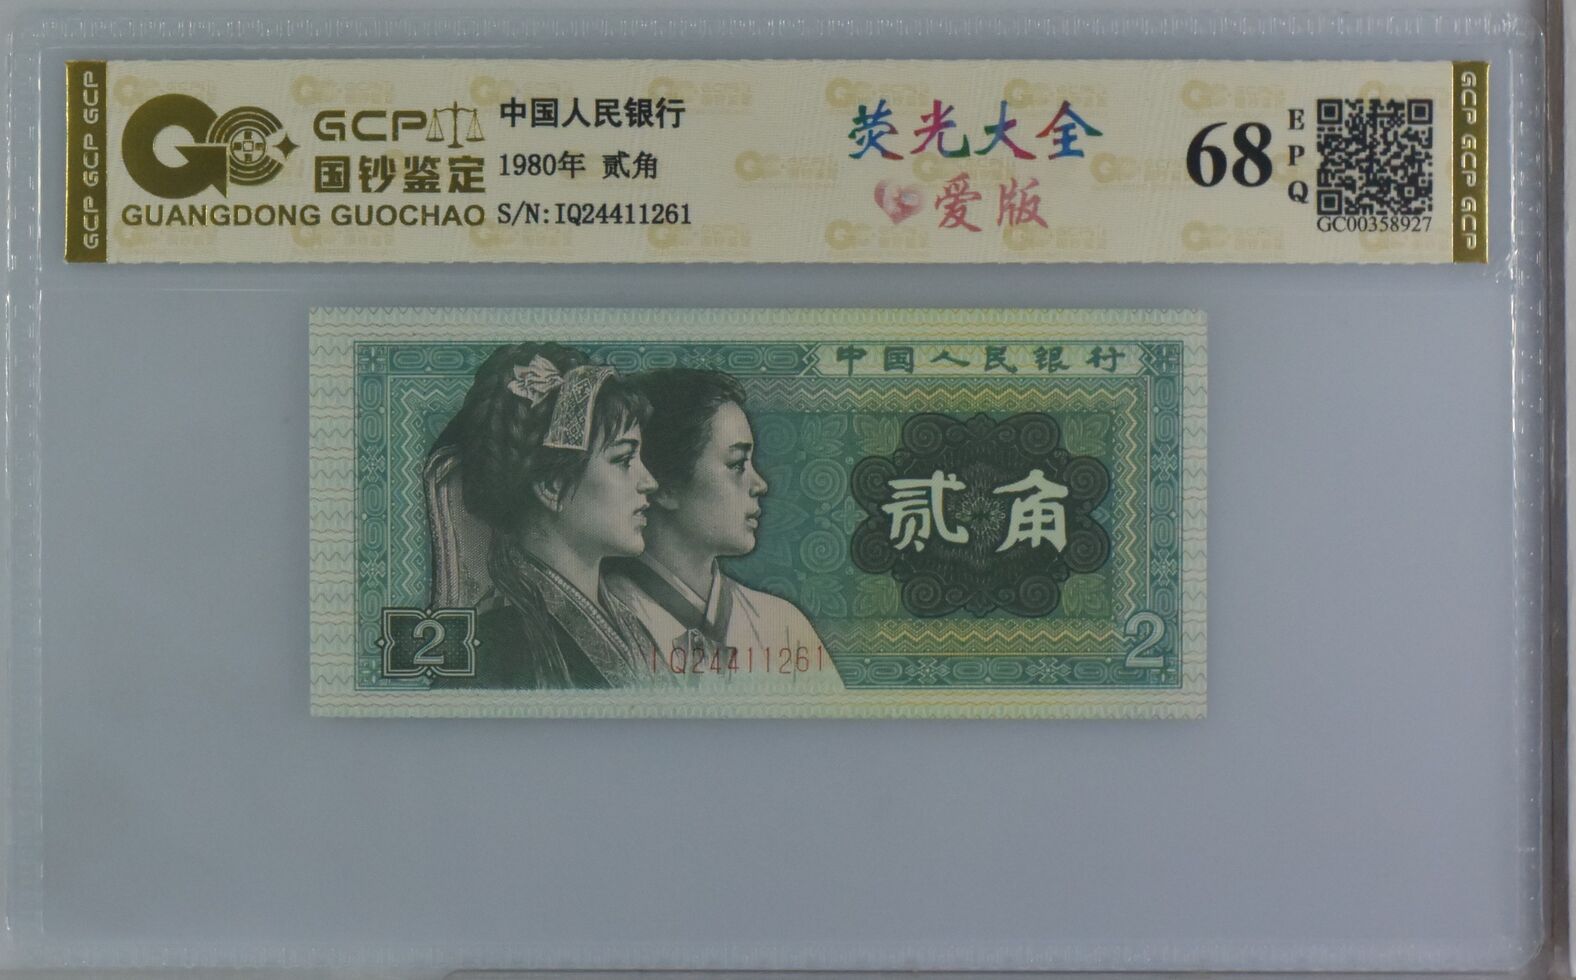 GCP GCP GCP
GCP
国钞鉴定
GUANGDONG GUOCHAO
中国人民银行
1980年 贰角
S/N:IQ24411261
荧光大全
爱版
68
EPQ
GC00358927
GCP GCP GCP
中国人民银行
贰角
2
IQ24411261
2